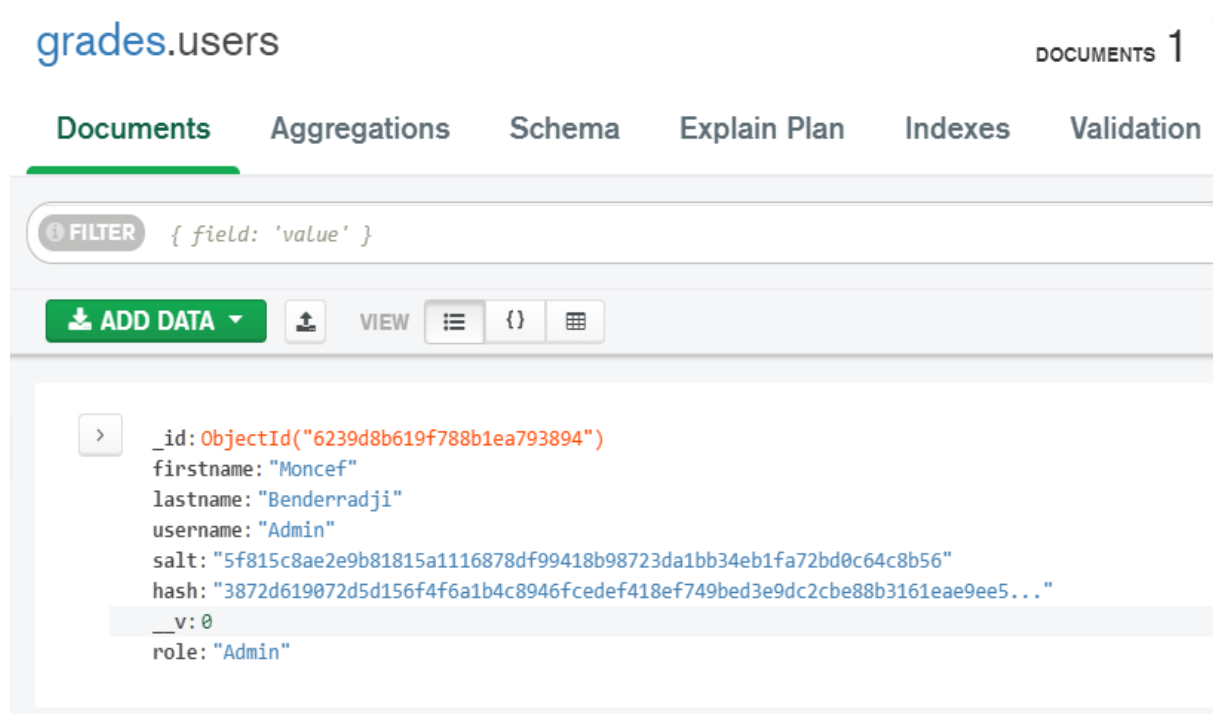 grades.users
DOCUMENTS 1
Documents Aggregations Schema Explain Plan Indexes Validation
FILTER { field: 'value' }
ADD DATA VIEW {}
_id: ObjectId("6239d8b619f788b1ea793894")
firstname: "Moncef"
lastname: "Benderradji"
username: "Admin"
salt: "5f815c8ae2e9b81815a1116878df99418b98723da1bb34eb1fa72bd0c64c8b56"
hash: "3872d619072d5d156f4f6a1b4c8946fcedef418ef749bed3e9dc2cbe88b3161eae9ee5..."
__v: 0
role: "Admin"